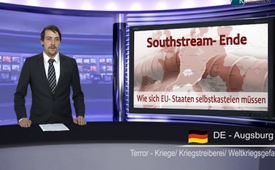 Southstream- Ende
Wie sich EU- Staaten selbstkasteien müssen
DE - Augsburg
Terror - Kriege/ Kriegstreiberei/ Weltkriegsgefa